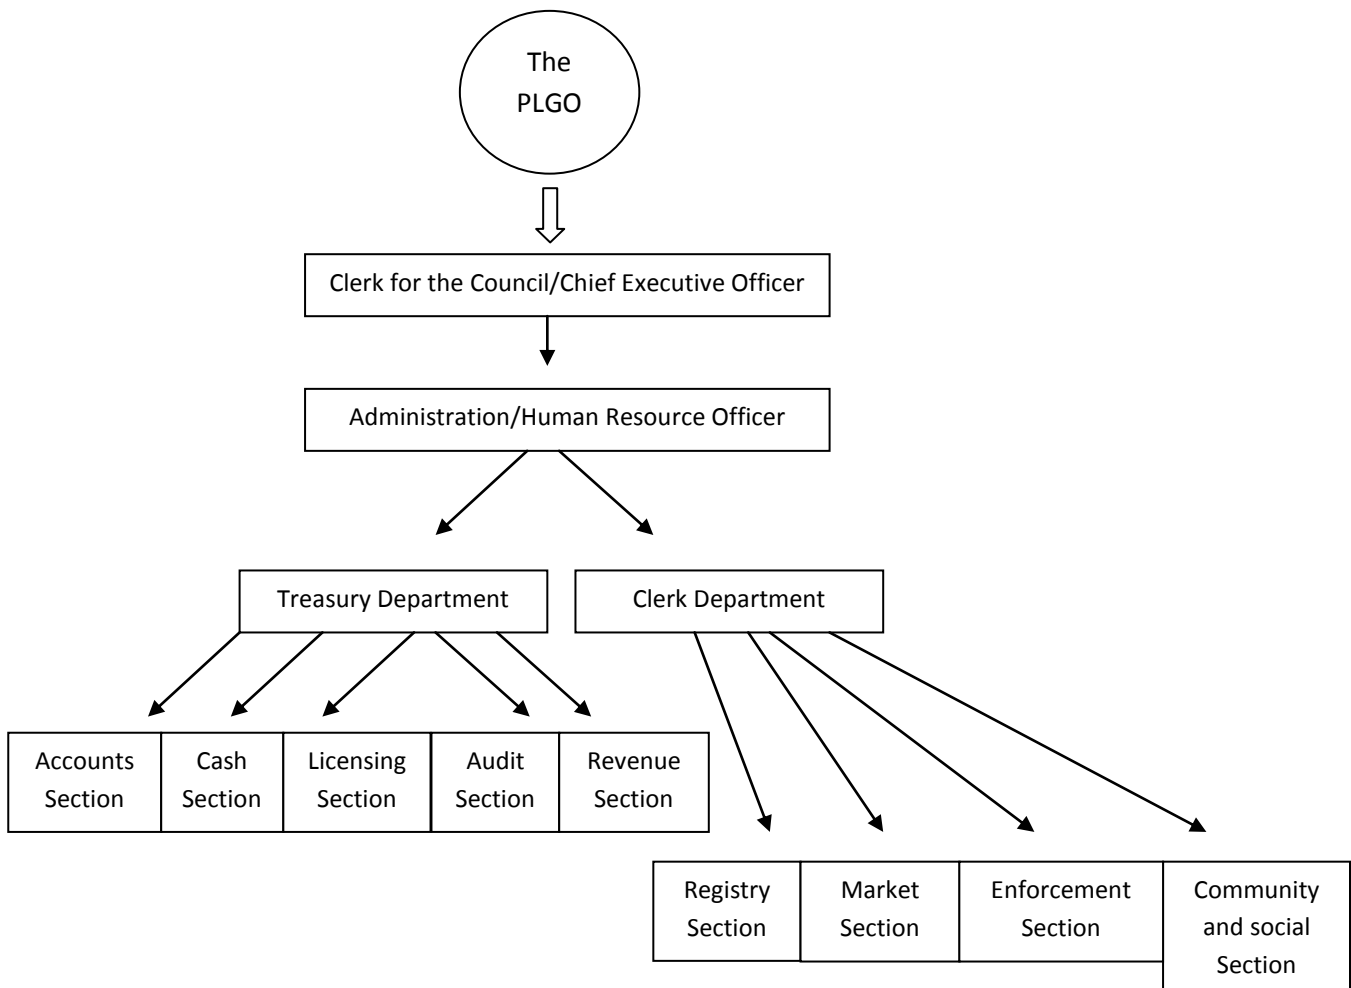 The
PLGO
Clerk for the Council/Chief Executive Officer
Administration/Human Resource Officer
Treasury Department
Clerk Department
Accounts
Section
Cash
Section
Licensing
Section
Audit
Section
Revenue
Section
Registry
Section
Market
Section
Enforcement
Section
Community
and social
Section